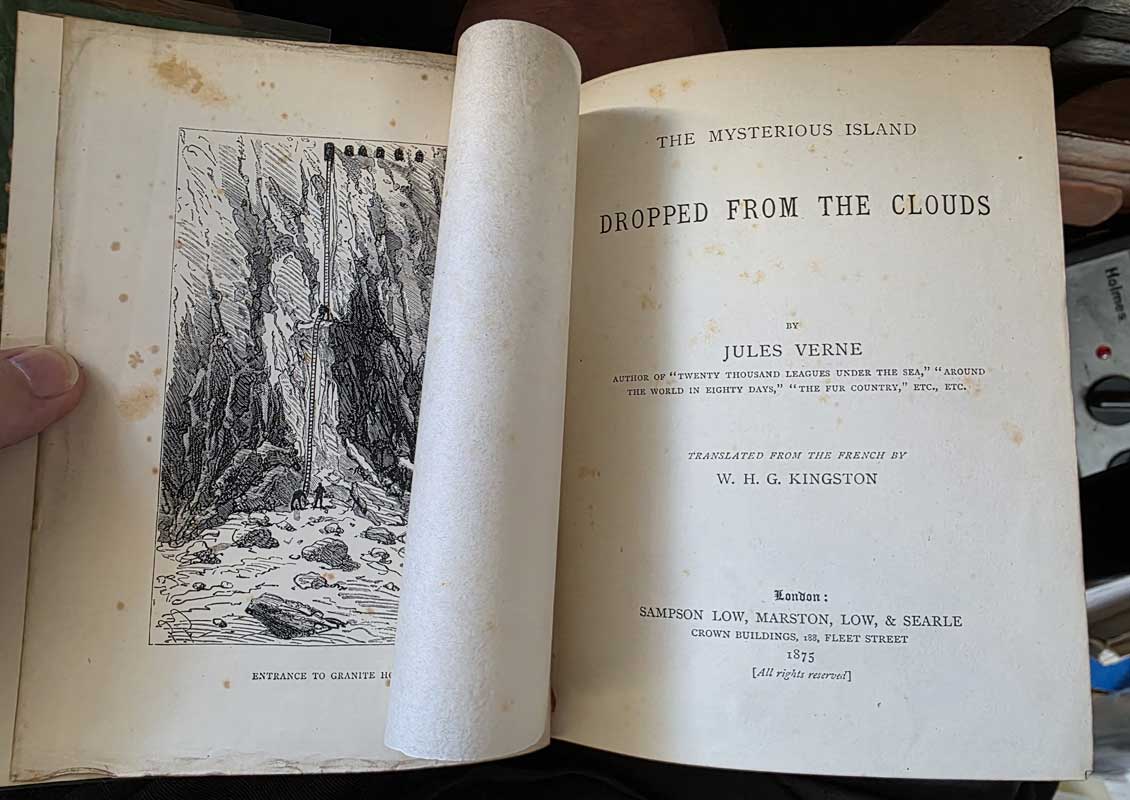 ENTRANCE TO GRANITE
THE MYSTERIOUS ISLAND
DROPPED FROM THE CLOUDS
BY
JULES VERNE
AUTHOR OF "TWENTY THOUSAND LEAGUES UNDER THE SEA," "AROUND
THE WORLD IN EIGHTY DAYS," "THE FUR COUNTRY," ETC., ETC.
TRANSLATED FROM THE FRENCH BY
W. H. G. KINGSTON
London:
SAMPSON LOW, MARSTON, LOW, & SEARLE
CROWN BUILDINGS, 188, FLEET STREET
1875
[All rights reserved]
Holmes